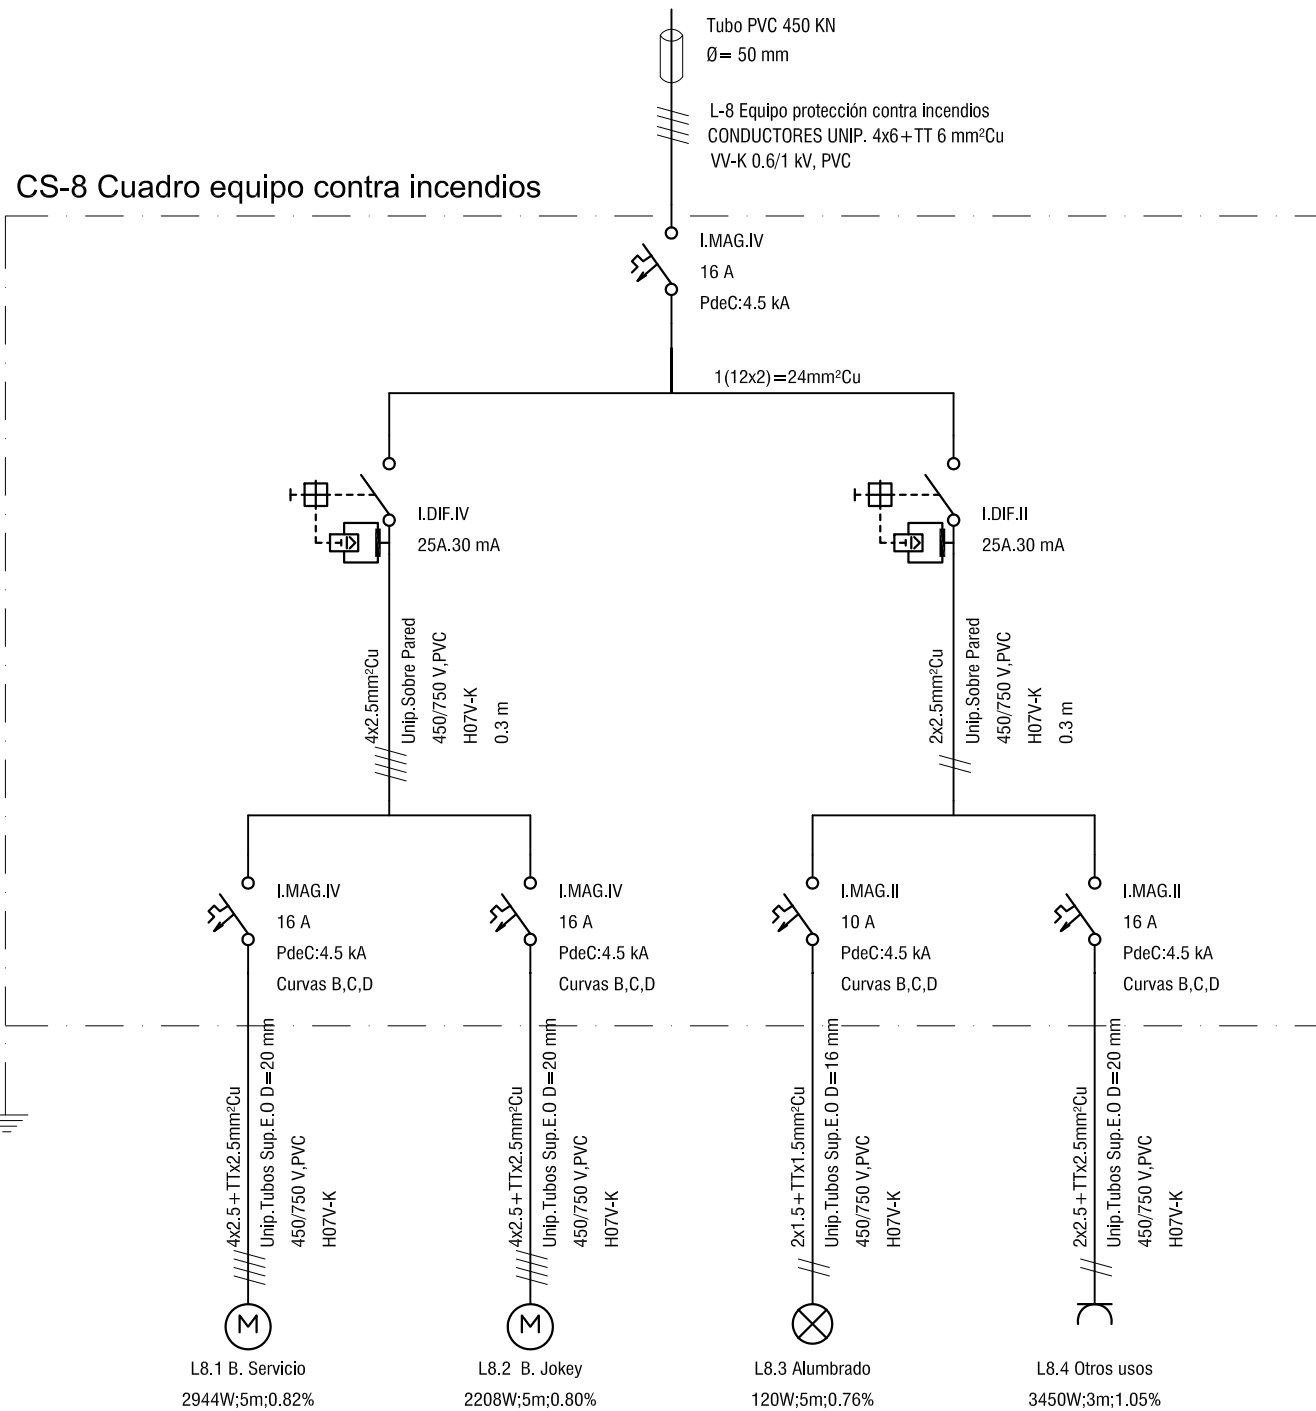 Tubo PVC 450 KN
Ø= 50 mm
L-8 Equipo protección contra incendios
CONDUCTORES UNIP. 4x6+TT 6 mm²Cu
VV-K 0.6/1 kV, PVC
CS-8 Cuadro equipo contra incendios
I.MAG.IV
16 A
PdeC:4.5 kA
1(12x2)=24mm²Cu
I.DIF.IV
25A.30 mA
I.DIF.II
25A.30 mA
4x2.5mm²Cu
Unip.Sobre Pared
450/750 V,PVC
H07V-K
0.3 m
2x2.5mm²Cu
Unip.Sobre Pared
450/750 V,PVC
H07V-K
0.3 m
I.MAG.IV
16 A
PdeC:4.5 kA
Curvas B,C,D
I.MAG.IV
16 A
PdeC:4.5 kA
Curvas B,C,D
I.MAG.II
10 A
PdeC:4.5 kA
Curvas B,C,D
I.MAG.II
16 A
PdeC:4.5 kA
Curvas B,C,D
4x2.5+TTx2.5mm²Cu
Unip.Tubos Sup.E.O D=20 mm
450/750 V,PVC
H07V-K
4x2.5+TTx2.5mm²Cu
Unip.Tubos Sup.E.O D=20 mm
450/750 V,PVC
H07V-K
2x1.5+TTx1.5mm²Cu
Unip.Tubos Sup.E.O D=16 mm
450/750 V,PVC
H07V-K
2x2.5+TTx2.5mm²Cu
Unip.Tubos Sup.E.O D=20 mm
450/750 V,PVC
H07V-K
M
M
L8.1 B. Servicio
2944W;5m;0.82%
L8.2 B. Jokey
2208W;5m;0.80%
L8.3 Alumbrado
120W;5m;0.76%
L8.4 Otros usos
3450W;3m;1.05%